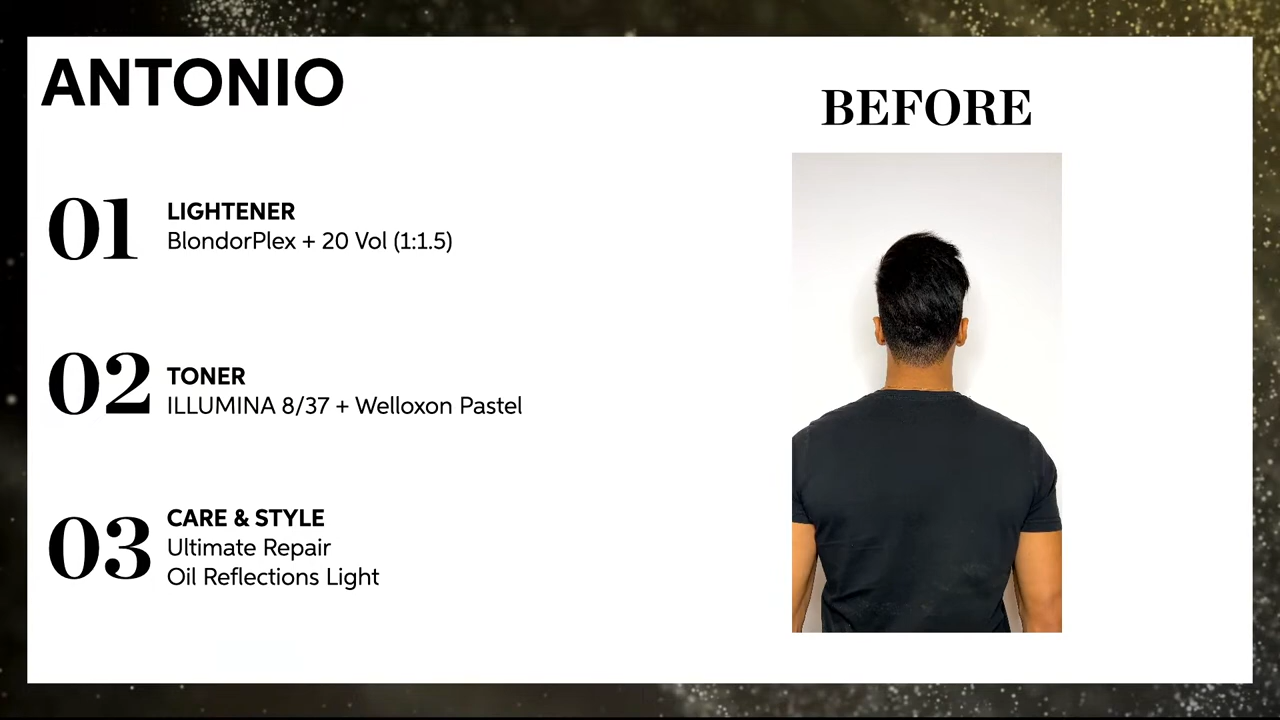 ANTONIO
BEFORE
01
LIGHTENER
BlondorPlex + 20 Vol (1:1.5)
02
TONER
ILLUMINA 8/37 + Welloxon Pastel
03
CARE & STYLE
Ultimate Repair
Oil Reflections Light